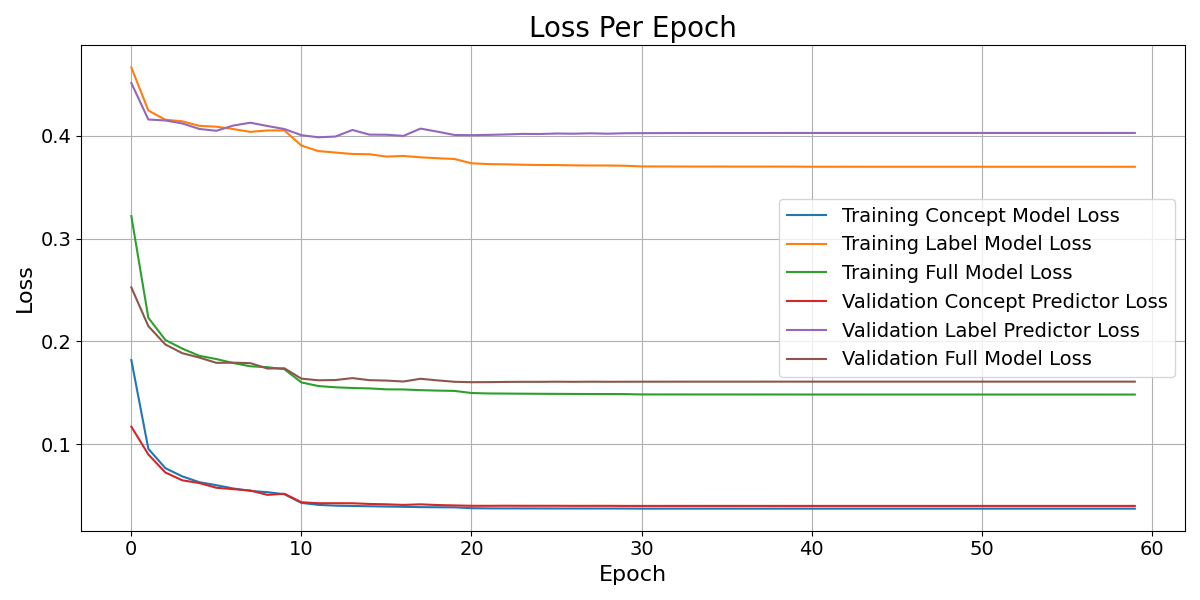 Loss Per Epoch
0.4
0.3
0.2
0.1
Loss
Training Concept Model Loss
Training Label Model Loss
Training Full Model Loss
Validation Concept Predictor Loss
Validation Label Predictor Loss
Validation Full Model Loss
0 10 20 30 40 50 60
Epoch